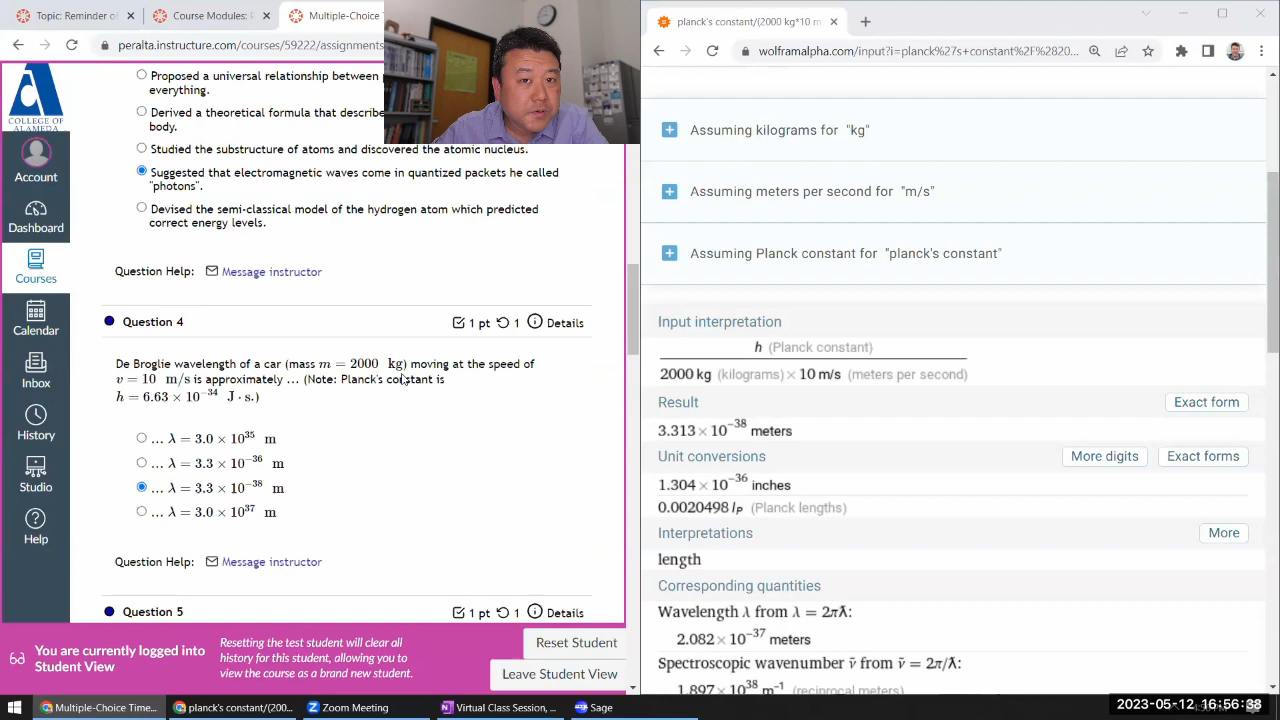 Topic Reminder (
Course Modules: F
Multiple-Choice
peralta.instructure.com/courses/59222/assignments
COLLEGE OF
ALAMEDA
Account
Dashboard
Courses
Calendar
Inbox
History
Studio
Help
Proposed a universal relationship between
everything.
Derived a theoretical formula that describe
body.
Studied the substructure of atoms and discovered the atomic nucleus.
Suggested that electromagnetic waves come in quantized packets he called
"photons".
Devised the semi-classical model of the hydrogen atom which predicted
correct energy levels.
Question Help: Message instructor
Question 4 1 pt 1 Details
De Broglie wavelength of a car (mass m = 2000 kg) moving at the speed of
v = 10 m/s is approximately ... (Note: Planck's constant is
h = 6.63 × 10⁻³⁴ J · s.)
... λ = 3.0 × 10³⁵ m
... λ = 3.3 × 10⁻³⁶ m
... λ = 3.3 × 10⁻³⁸ m
... λ = 3.0 × 10³⁷ m
Question Help: Message instructor
Question 5 1 pt 1 Details
You are currently logged into
Student View
Resetting the test student will clear all
history for this student, allowing you to
view the course as a brand new student.
Reset Student
Leave Student View
planck's constant/(2000 kg*10 m
wolframalpha.com/input?i=planck%27s+constant%2F%2820...
Assuming kilograms for "kg"
Assuming meters per second for "m/s"
Assuming Planck constant for "planck's constant"
Input interpretation
h (Planck constant)
2000 kg (kilograms) × 10 m/s (meters per second)
Result Exact form
3.313 × 10⁻³⁸ meters
Unit conversions More digits Exact forms
1.304 × 10⁻³⁶ inches
0.0020498 lP (Planck lengths)
Interpretations More
length
Corresponding quantities
Wavelength λ from λ = 2πƛ:
2.082 × 10⁻³⁷ meters
Spectroscopic wavenumber ν̃ from ν̃ = 2π/ƛ:
1.897 × 10³⁸ m⁻¹ (reciprocal meters)
Multiple-Choice Time...
planck's constant/(200...
Zoom Meeting
Virtual Class Session, ...
Sage
2023-05-12 16:56:38